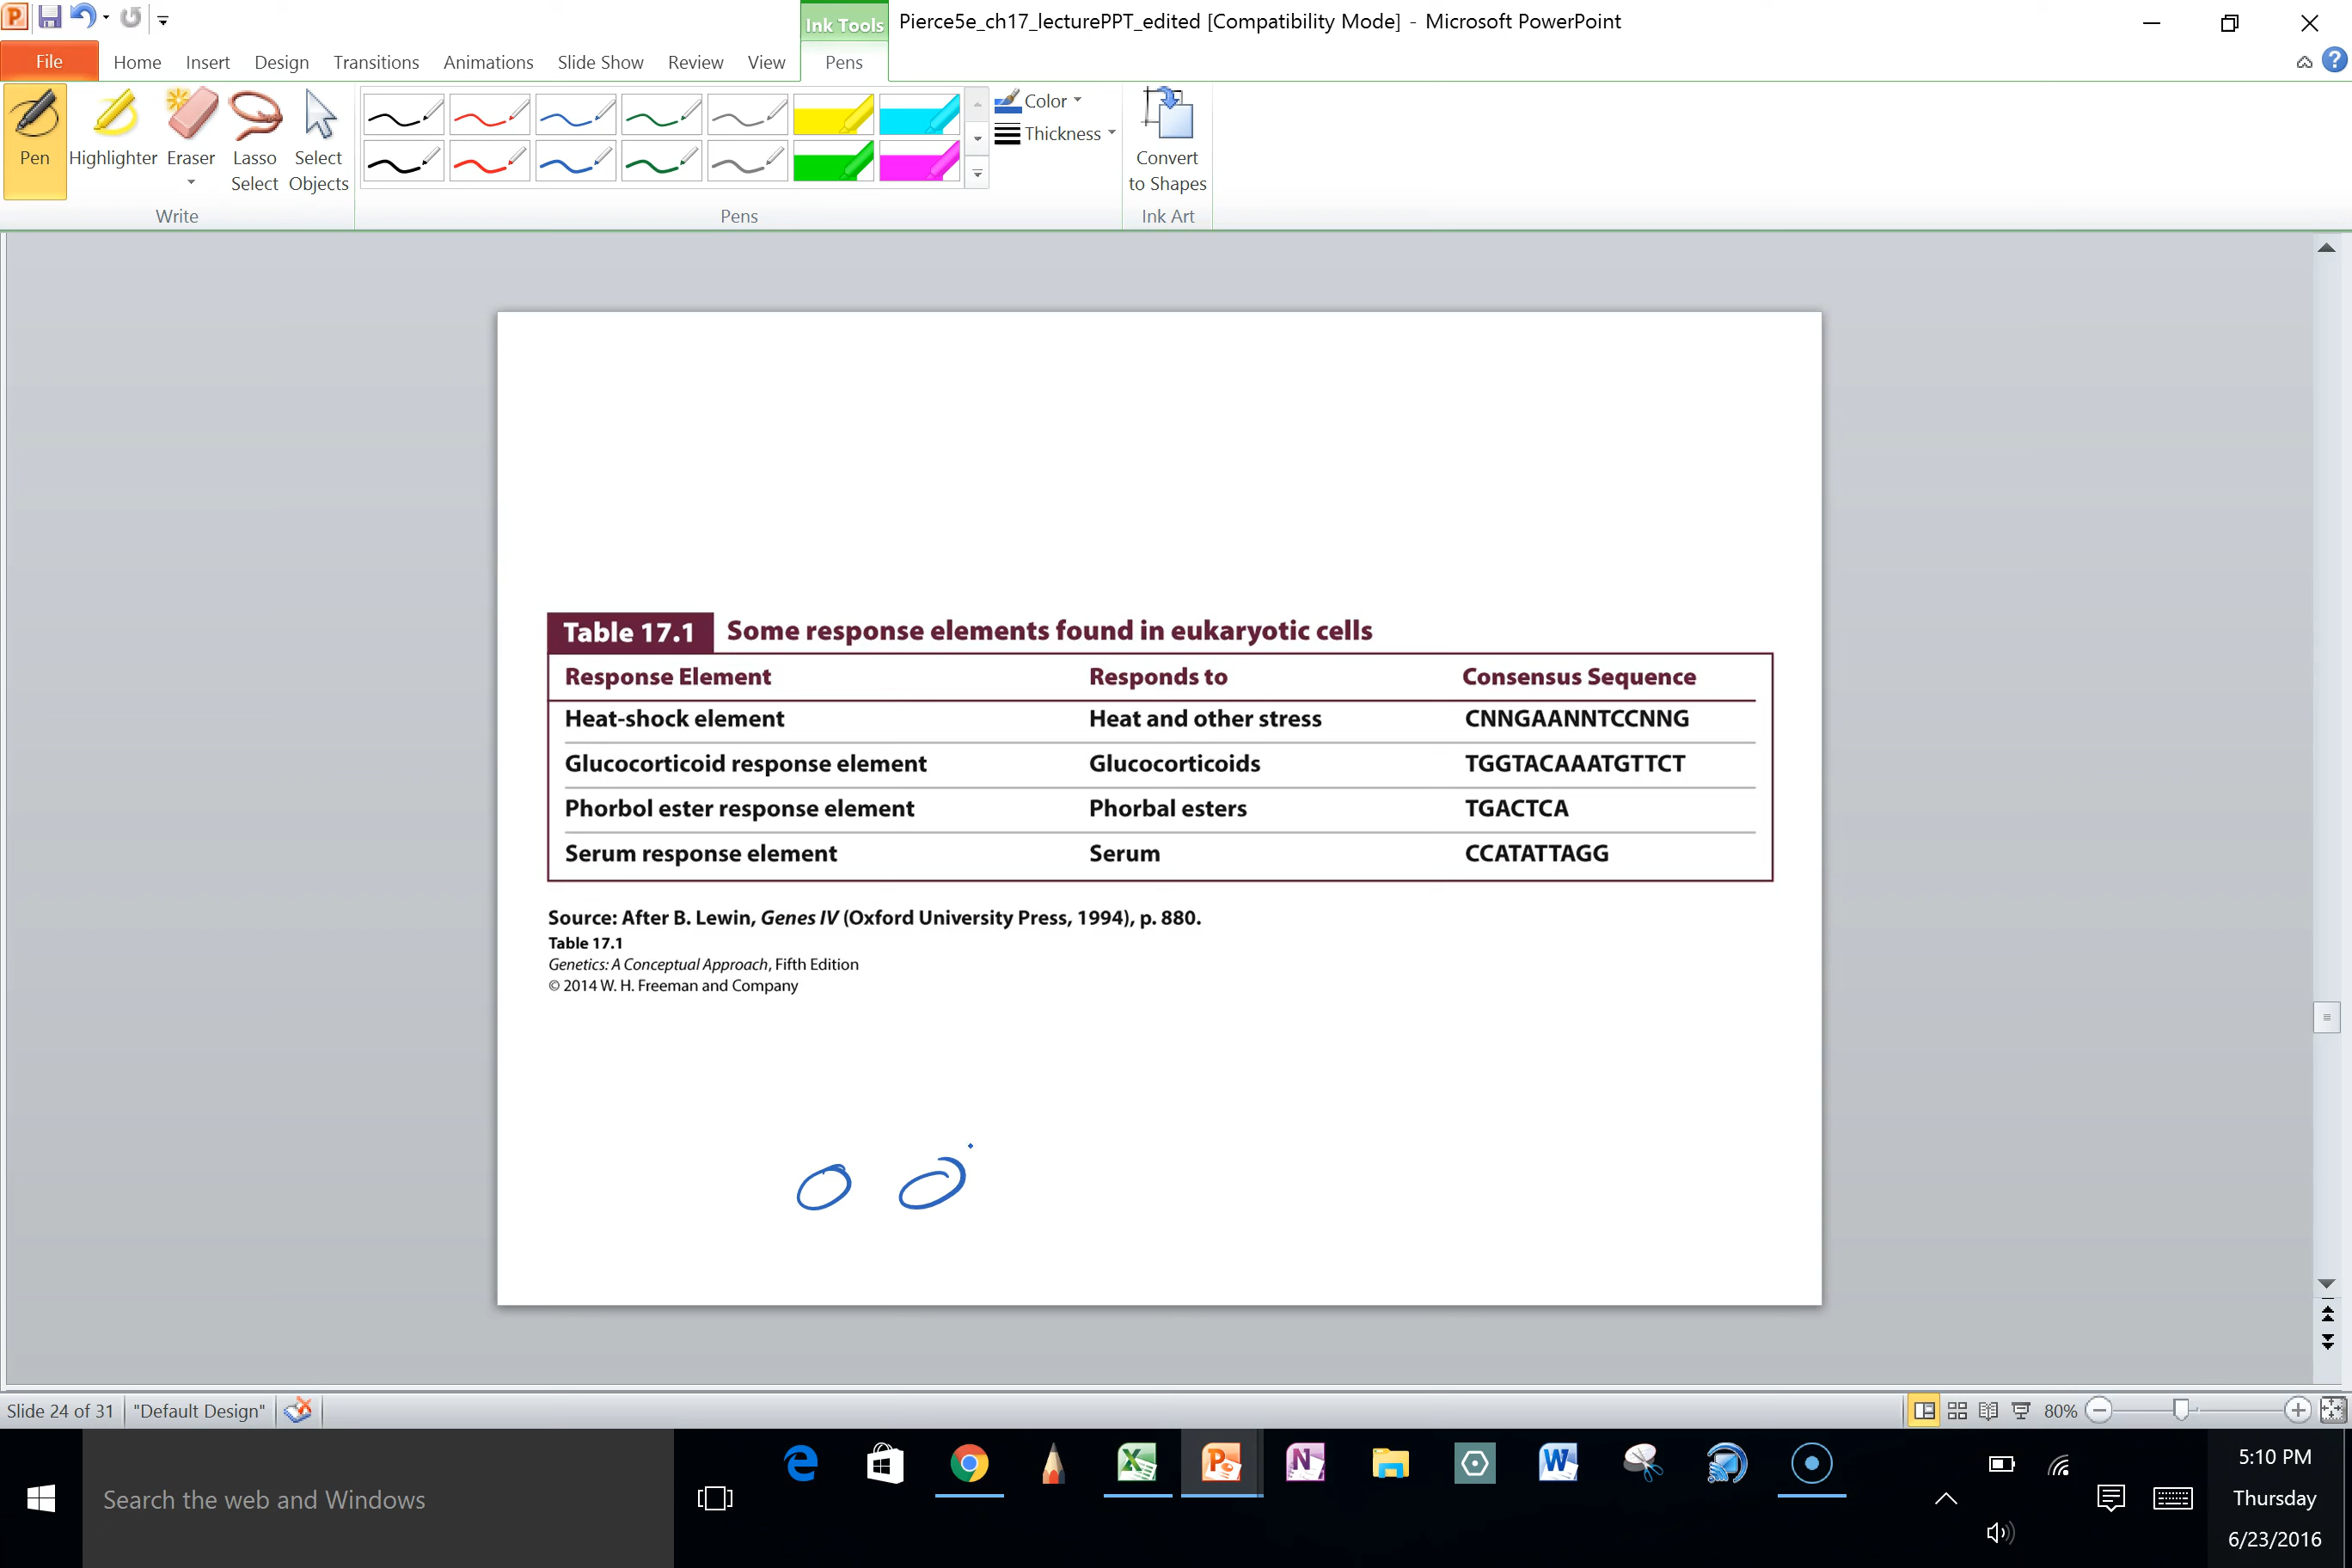 Ink Tools Pierce5e_ch17_lecturePPT_edited [Compatibility Mode] - Microsoft PowerPoint
File Home Insert Design Transitions Animations Slide Show Review View Pens
Pen Highlighter Eraser Lasso Select Select Objects Color Thickness Convert to Shapes
Write Pens Ink Art
Table 17.1 Some response elements found in eukaryotic cells
Response Element Responds to Consensus Sequence
Heat-shock element Heat and other stress CNNGAANNTCCNNG
Glucocorticoid response element Glucocorticoids TGGTACAAATGTTCT
Phorbol ester response element Phorbal esters TGACTCA
Serum response element Serum CCATATTAGG
Source: After B. Lewin, Genes IV (Oxford University Press, 1994), p. 880.
Table 17.1
Genetics: A Conceptual Approach, Fifth Edition
© 2014 W. H. Freeman and Company
Slide 24 of 31 "Default Design" 80%
Search the web and Windows
5:10 PM
Thursday
6/23/2016